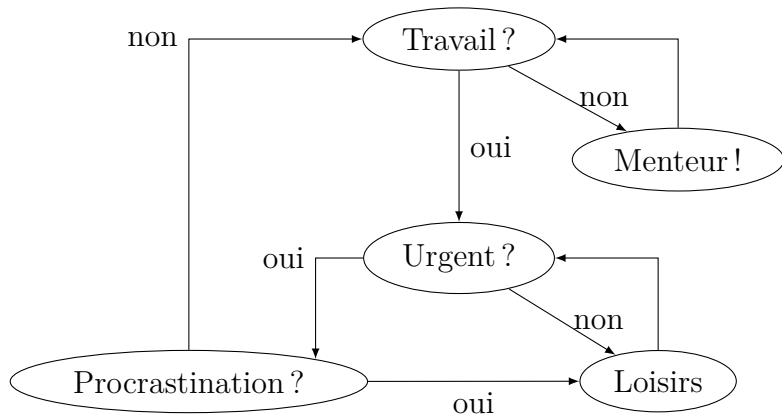 non
Travail ?
non
oui
Menteur !
oui
Urgent ?
non
Procrastination ?
oui
Loisirs